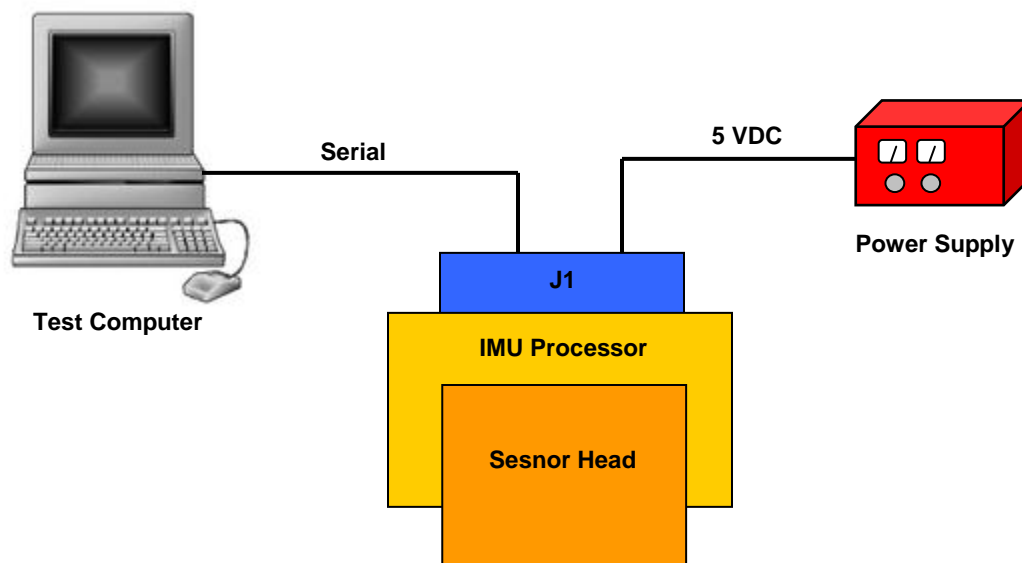 Serial
5 VDC
Power Supply
J1
Test Computer
IMU Processor
Sesnor Head